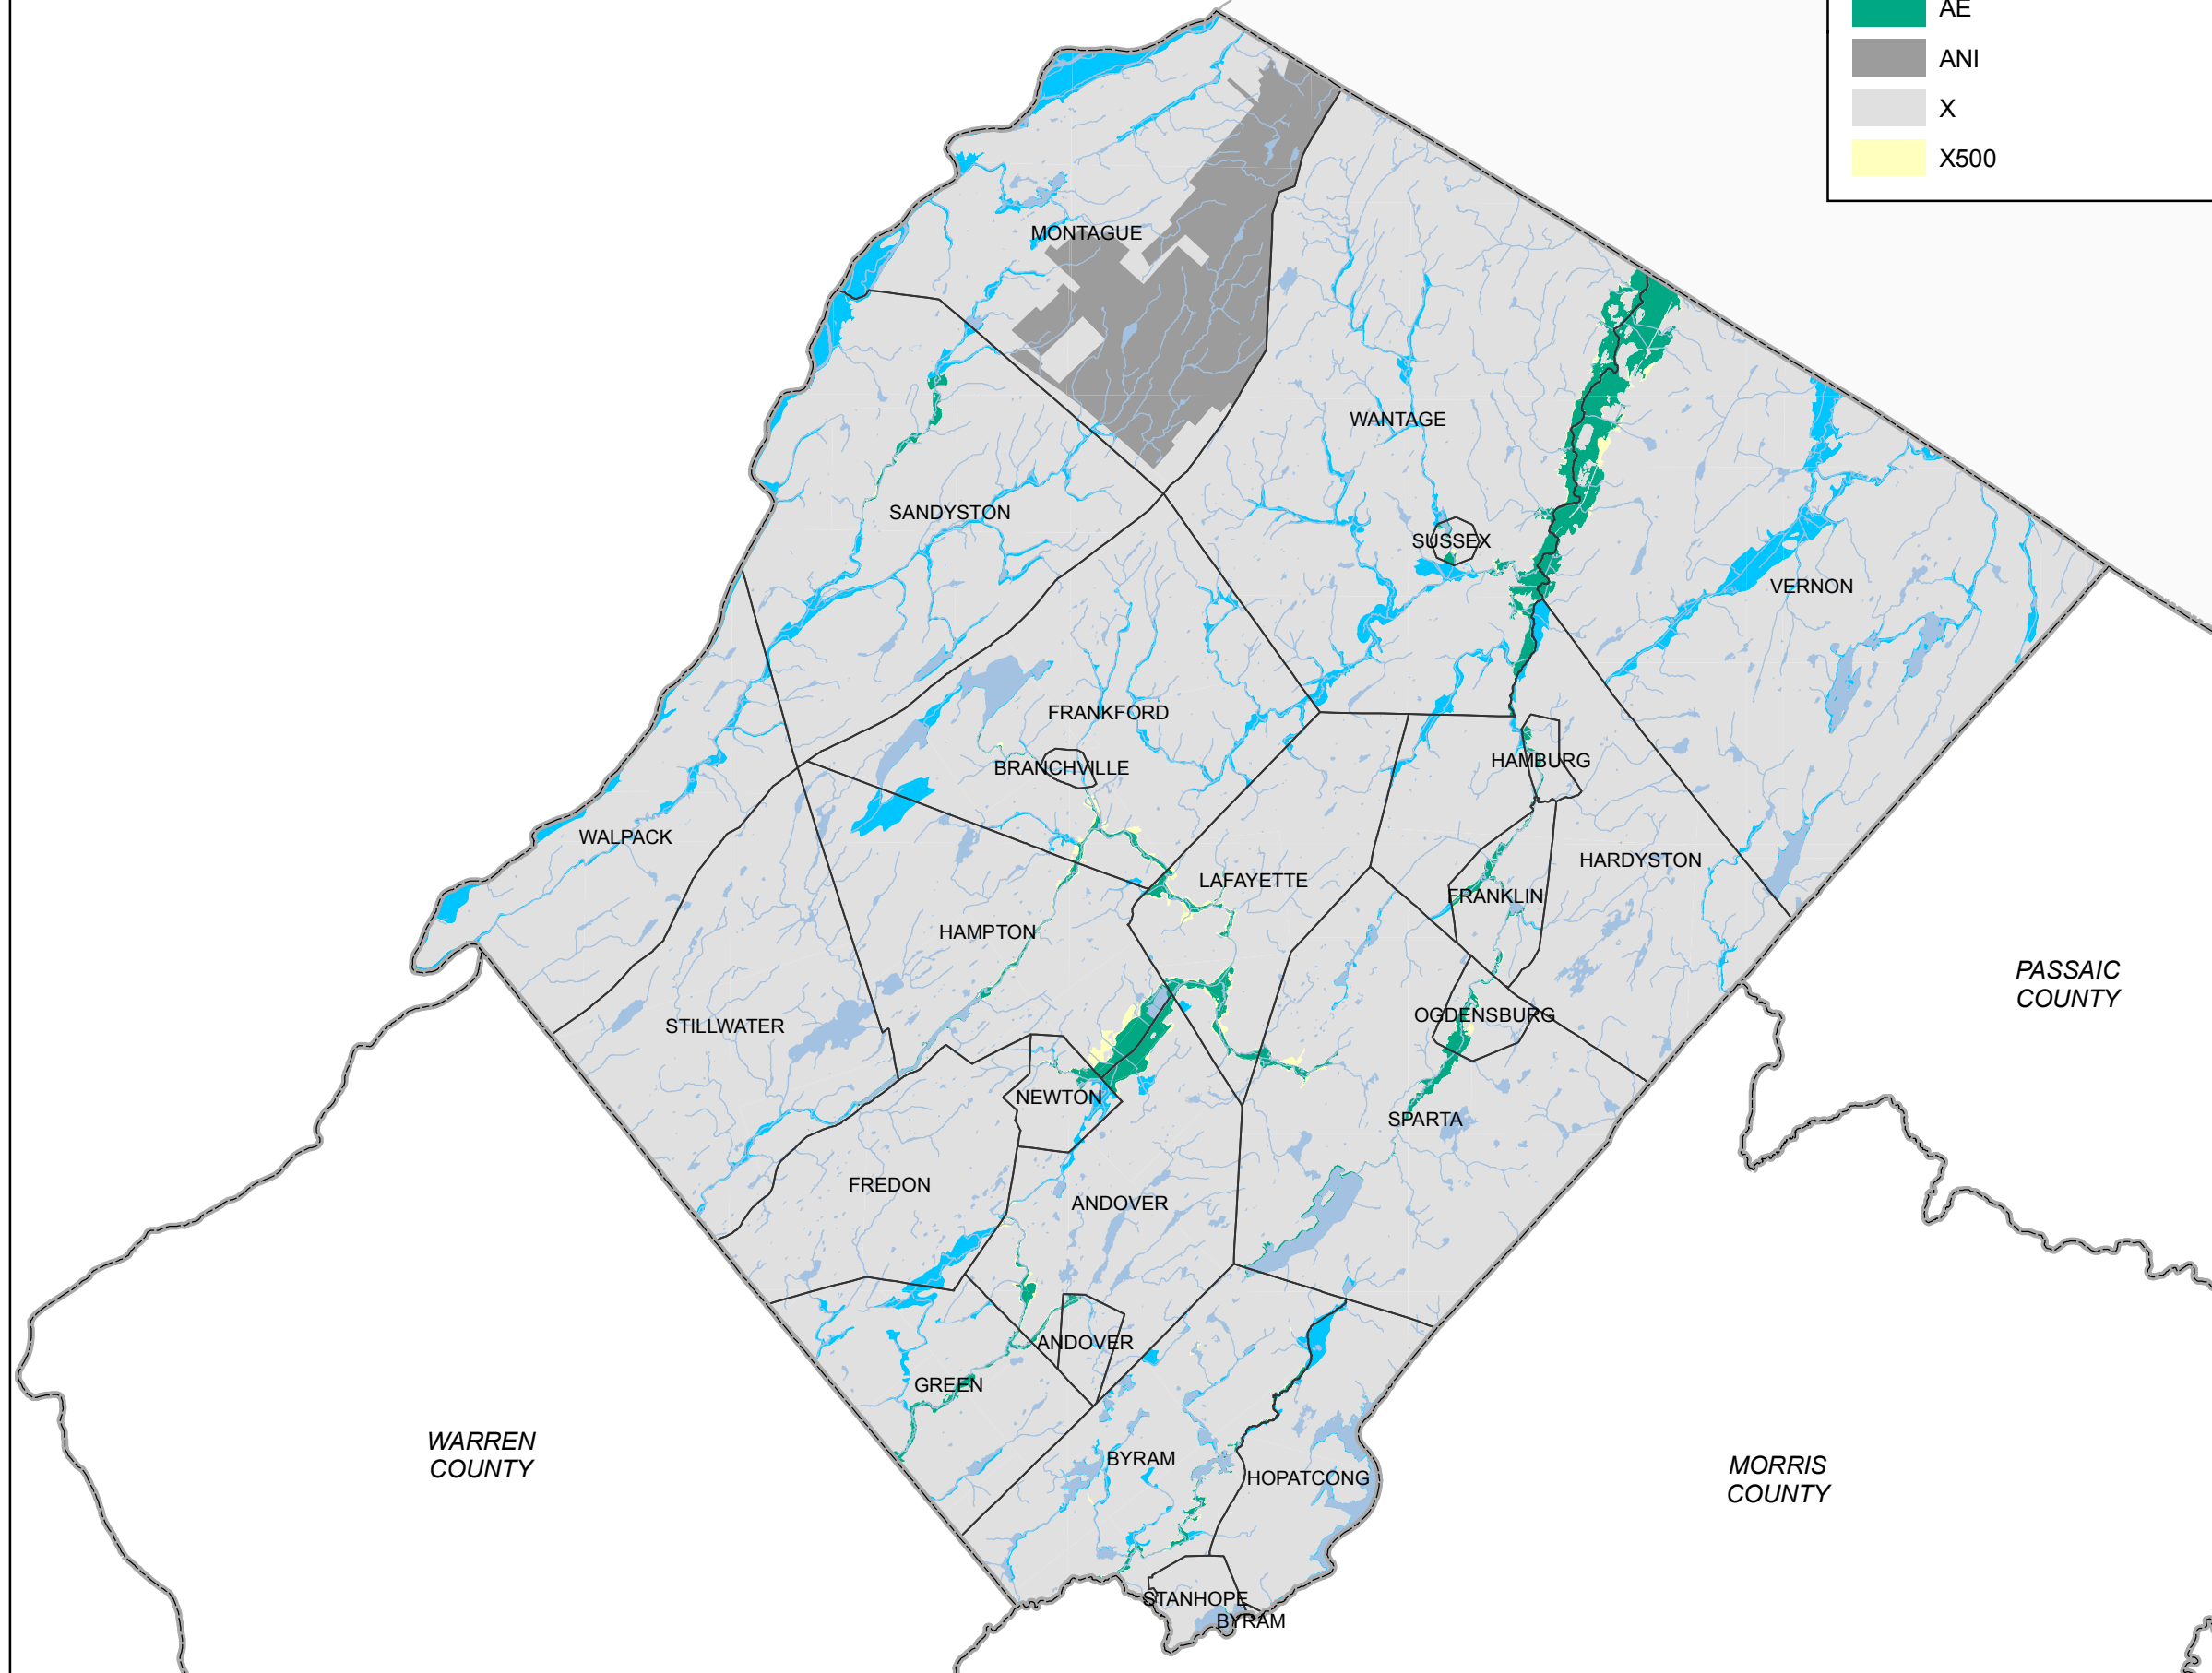 AE
ANI
X
X500
MONTAGUE
WANTAGE
SANDYSTON
SUSSEX
VERNON
FRANKFORD
HAMBURG
BRANCHVILLE
WALPACK
HARDYSTON
LAFAYETTE
FRANKLIN
HAMPTON
PASSAIC
COUNTY
OGDENSBURG
STILLWATER
NEWTON
SPARTA
FREDON
ANDOVER
ANDOVER
GREEN
WARREN
COUNTY
BYRAM
HOPATCONG
MORRIS
COUNTY
STANHOPE
BYRAM